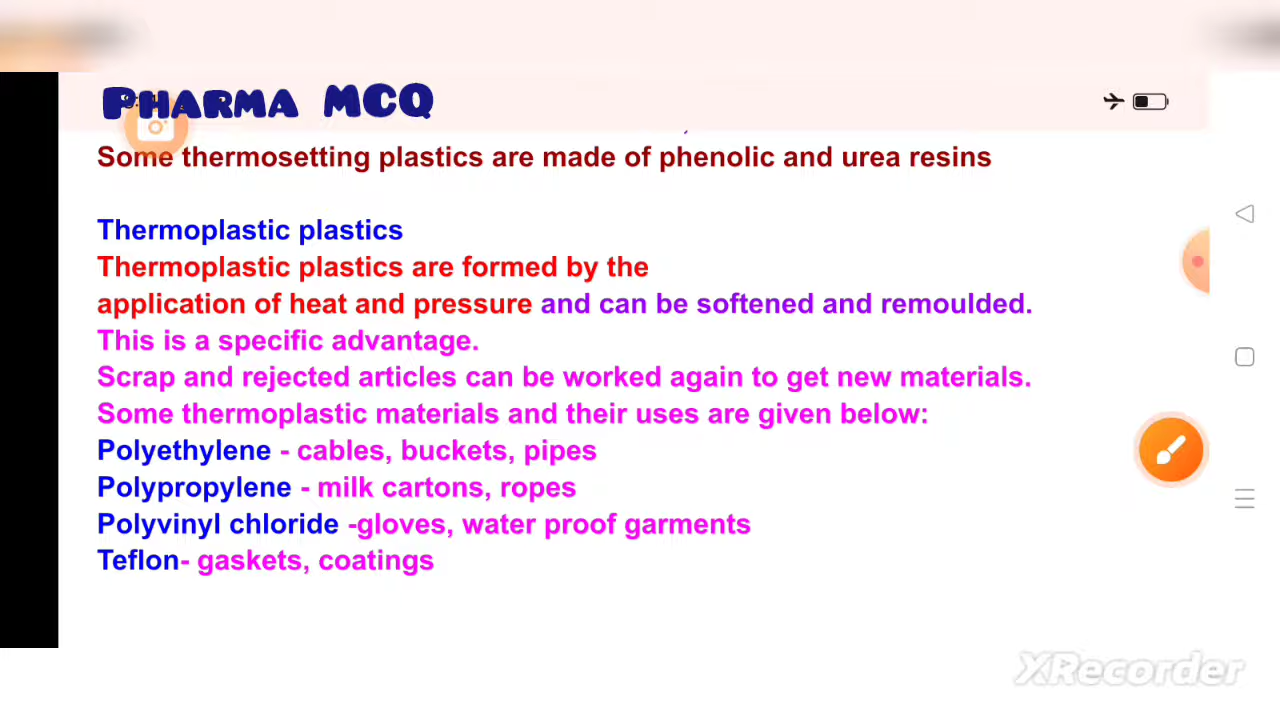 PHARMA MCQ
Some thermosetting plastics are made of phenolic and urea resins
Thermoplastic plastics
Thermoplastic plastics are formed by the
application of heat and pressure and can be softened and remoulded.
This is a specific advantage.
Scrap and rejected articles can be worked again to get new materials.
Some thermoplastic materials and their uses are given below:
Polyethylene - cables, buckets, pipes
Polypropylene - milk cartons, ropes
Polyvinyl chloride -gloves, water proof garments
Teflon- gaskets, coatings
XRecorder